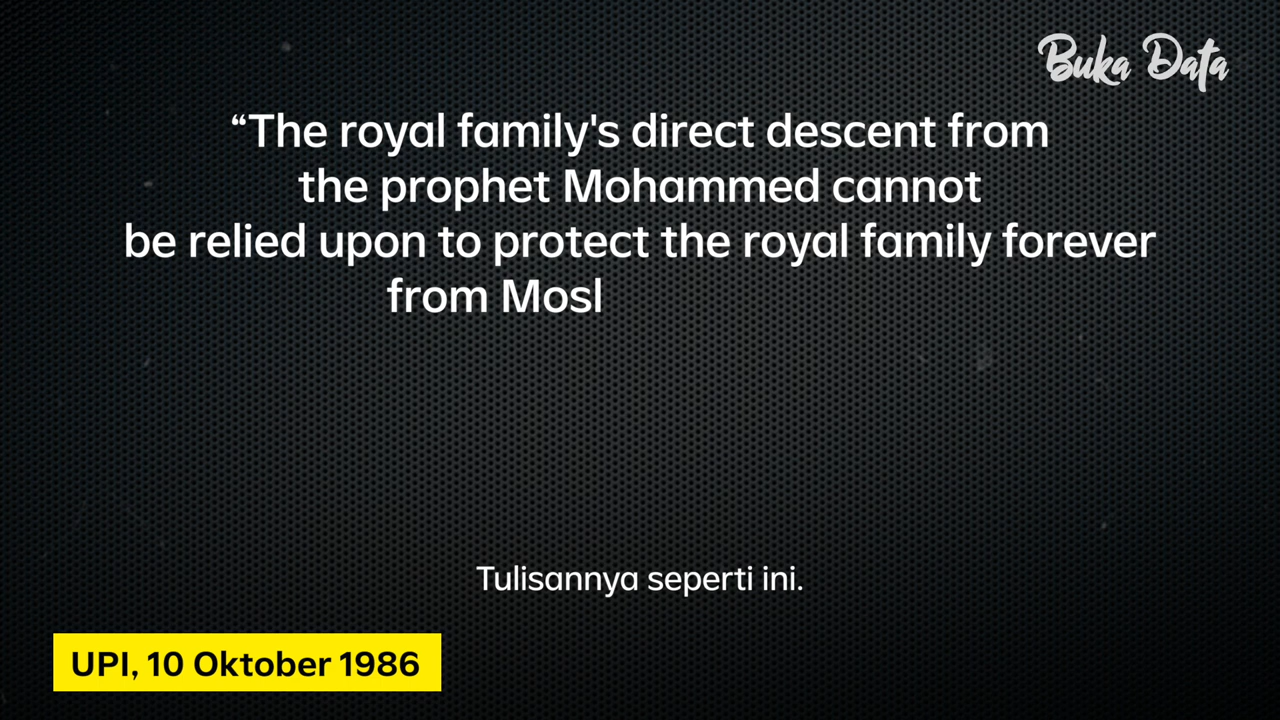 Buka Data
“The royal family's direct descent from
the prophet Mohammed cannot
be relied upon to protect the royal family forever
from Mosl
Tulisannya seperti ini.
UPI, 10 Oktober 1986